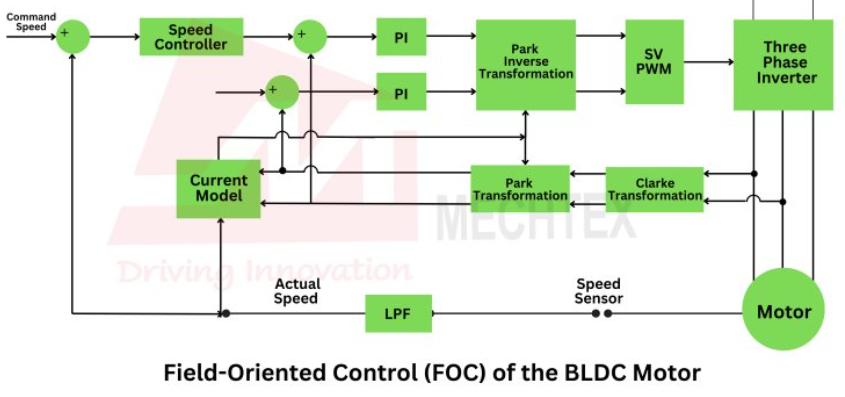 Command
Speed
+
Speed
Controller
+
PI
Park
Inverse
Transformation
SV
PWM
Three
Phase
Inverter
+
PI
Current
Model
Park
Transformation
Clarke
Transformation
MECHTEX
Driving Innovation
Actual
Speed
LPF
Speed
Sensor
Motor
Field-Oriented Control (FOC) of the BLDC Motor